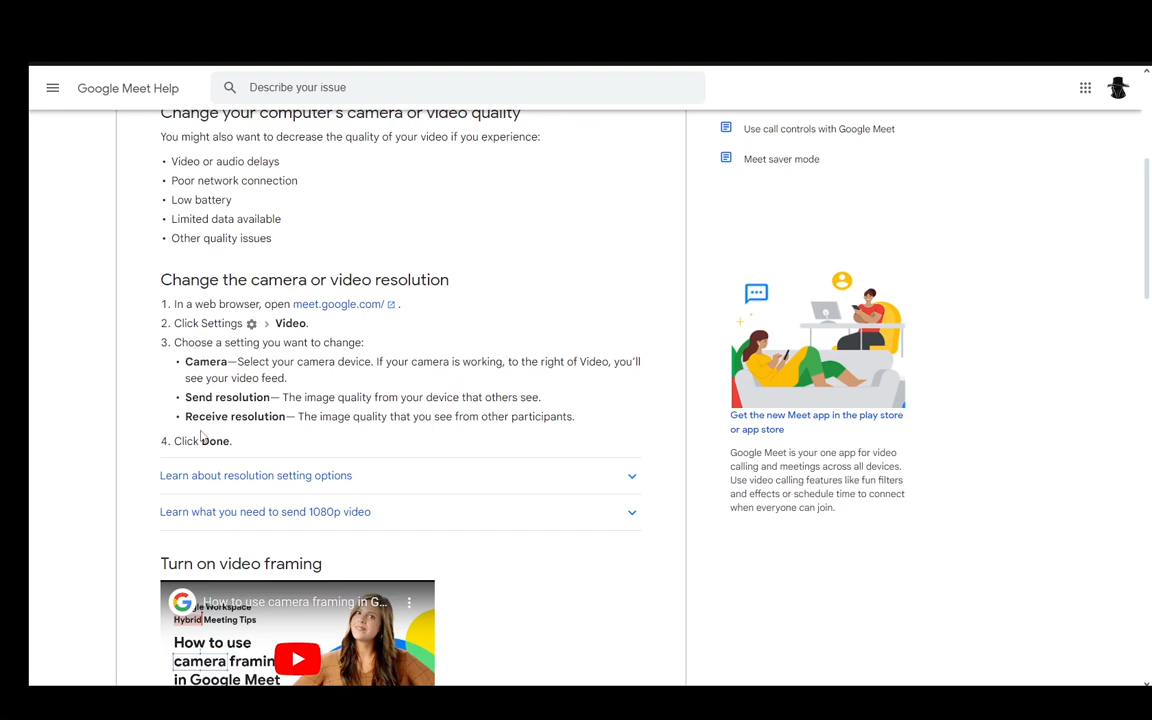 Google Meet Help
Describe your issue
Change your computer's camera or video quality
You might also want to decrease the quality of your video if you experience:
• Video or audio delays
• Poor network connection
• Low battery
• Limited data available
• Other quality issues
Change the camera or video resolution
1. In a web browser, open meet.google.com/ .
2. Click Settings > Video.
3. Choose a setting you want to change:
• Camera—Select your camera device. If your camera is working, to the right of Video, you'll
see your video feed.
• Send resolution— The image quality from your device that others see.
• Receive resolution— The image quality that you see from other participants.
4. Click Done.
Learn about resolution setting options
Learn what you need to send 1080p video
Turn on video framing
How to use camera framing in G...
gle Workspace
Hybrid Meeting Tips
How to use
camera framin
in Google Meet
Use call controls with Google Meet
Meet saver mode
Get the new Meet app in the play store
or app store
Google Meet is your one app for video
calling and meetings across all devices.
Use video calling features like fun filters
and effects or schedule time to connect
when everyone can join.